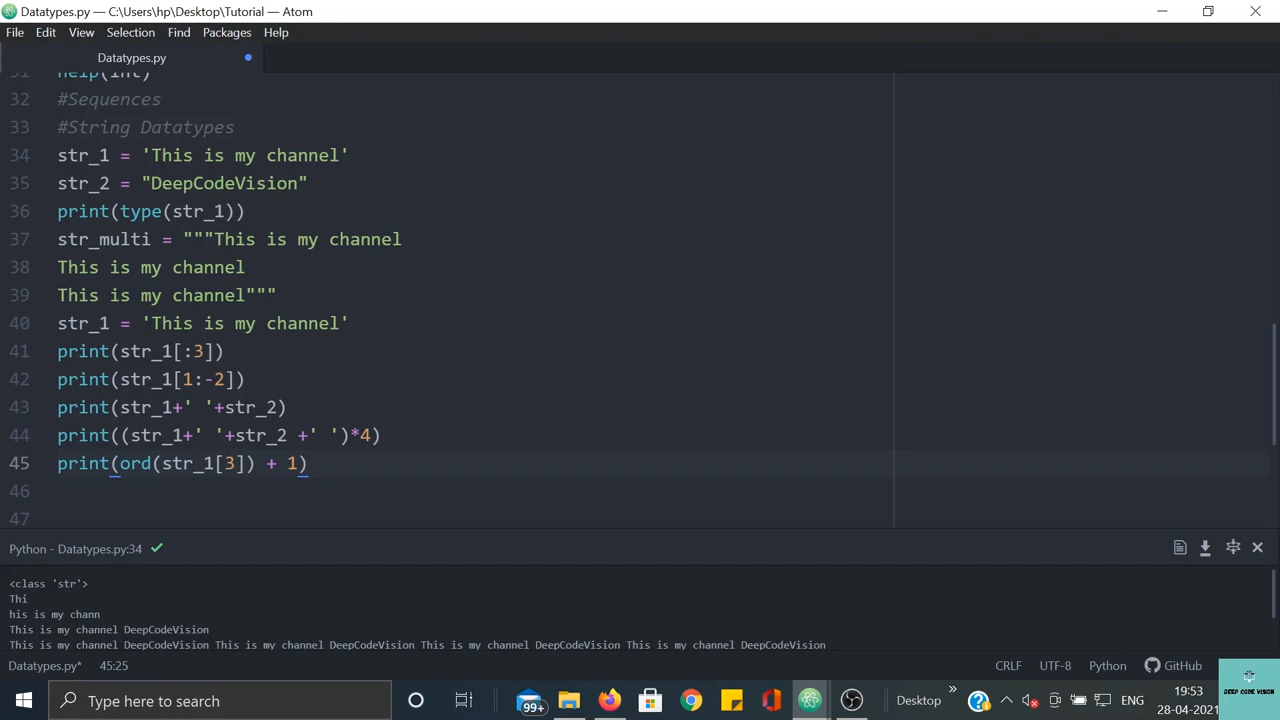 Datatypes.py — C:\Users\hp\Desktop\Tutorial — Atom
File Edit View Selection Find Packages Help
Datatypes.py
31 help(int)
32 #Sequences
33 #String Datatypes
34 str_1 = 'This is my channel'
35 str_2 = "DeepCodeVision"
36 print(type(str_1))
37 str_multi = """This is my channel
38 This is my channel
39 This is my channel"""
40 str_1 = 'This is my channel'
41 print(str_1[:3])
42 print(str_1[1:-2])
43 print(str_1+' '+str_2)
44 print((str_1+' '+str_2 +' ')*4)
45 print(ord(str_1[3]) + 1)
46
47
Python - Datatypes.py:34
<class 'str'>
Thi
his is my chann
This is my channel DeepCodeVision
This is my channel DeepCodeVision This is my channel DeepCodeVision This is my channel DeepCodeVision This is my channel DeepCodeVision
Datatypes.py* 45:25 CRLF UTF-8 Python GitHub
Type here to search 99+ Desktop ENG 19:53
28-04-2021
DEEP CODE VISION